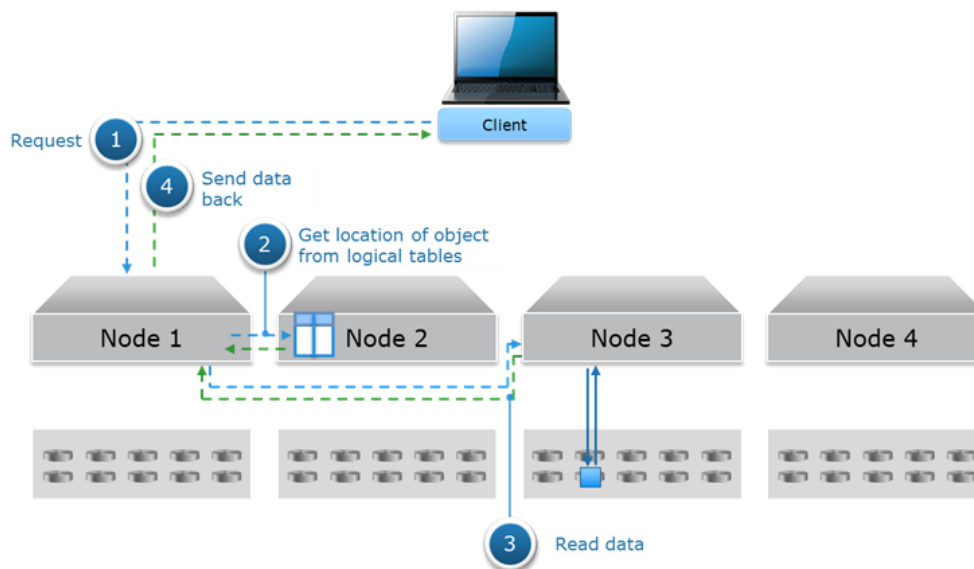 Client
Request
1
4
Send data
back
2
Get location of object
from logical tables
Node 1
Node 2
Node 3
Node 4
3
Read data